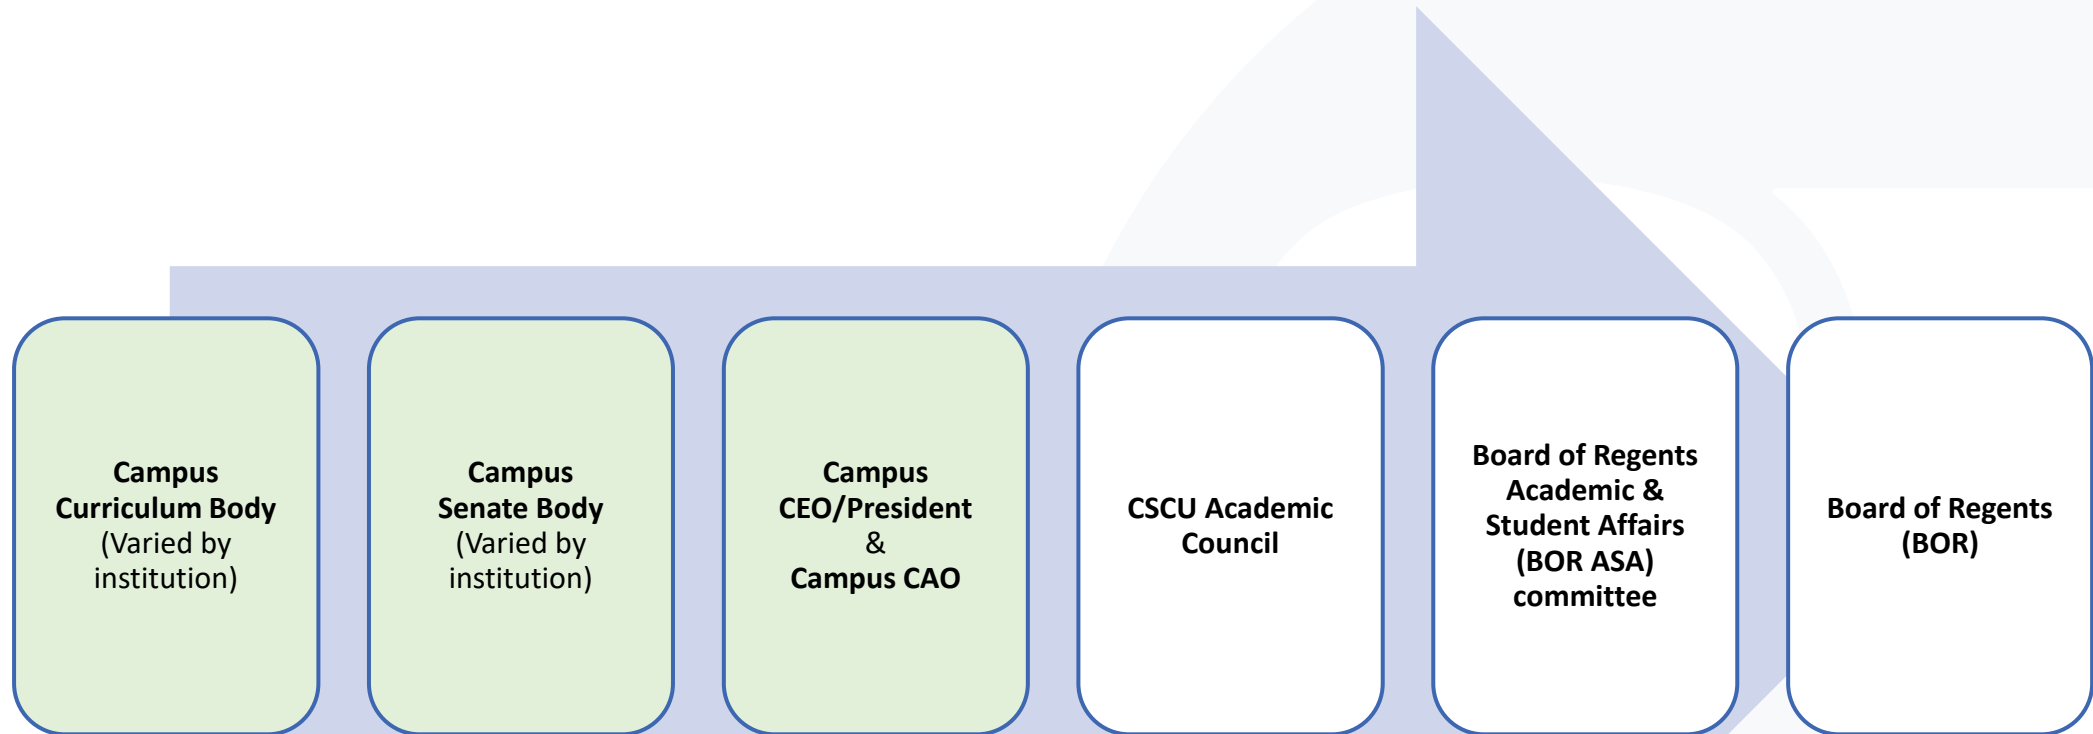 Campus
Curriculum Body
(Varied by
institution)
Campus
Senate Body
(Varied by
institution)
Campus
CEO/President
&
Campus CAO
CSCU Academic
Council
Board of Regents
Academic &
Student Affairs
(BOR ASA)
committee
Board of Regents
(BOR)